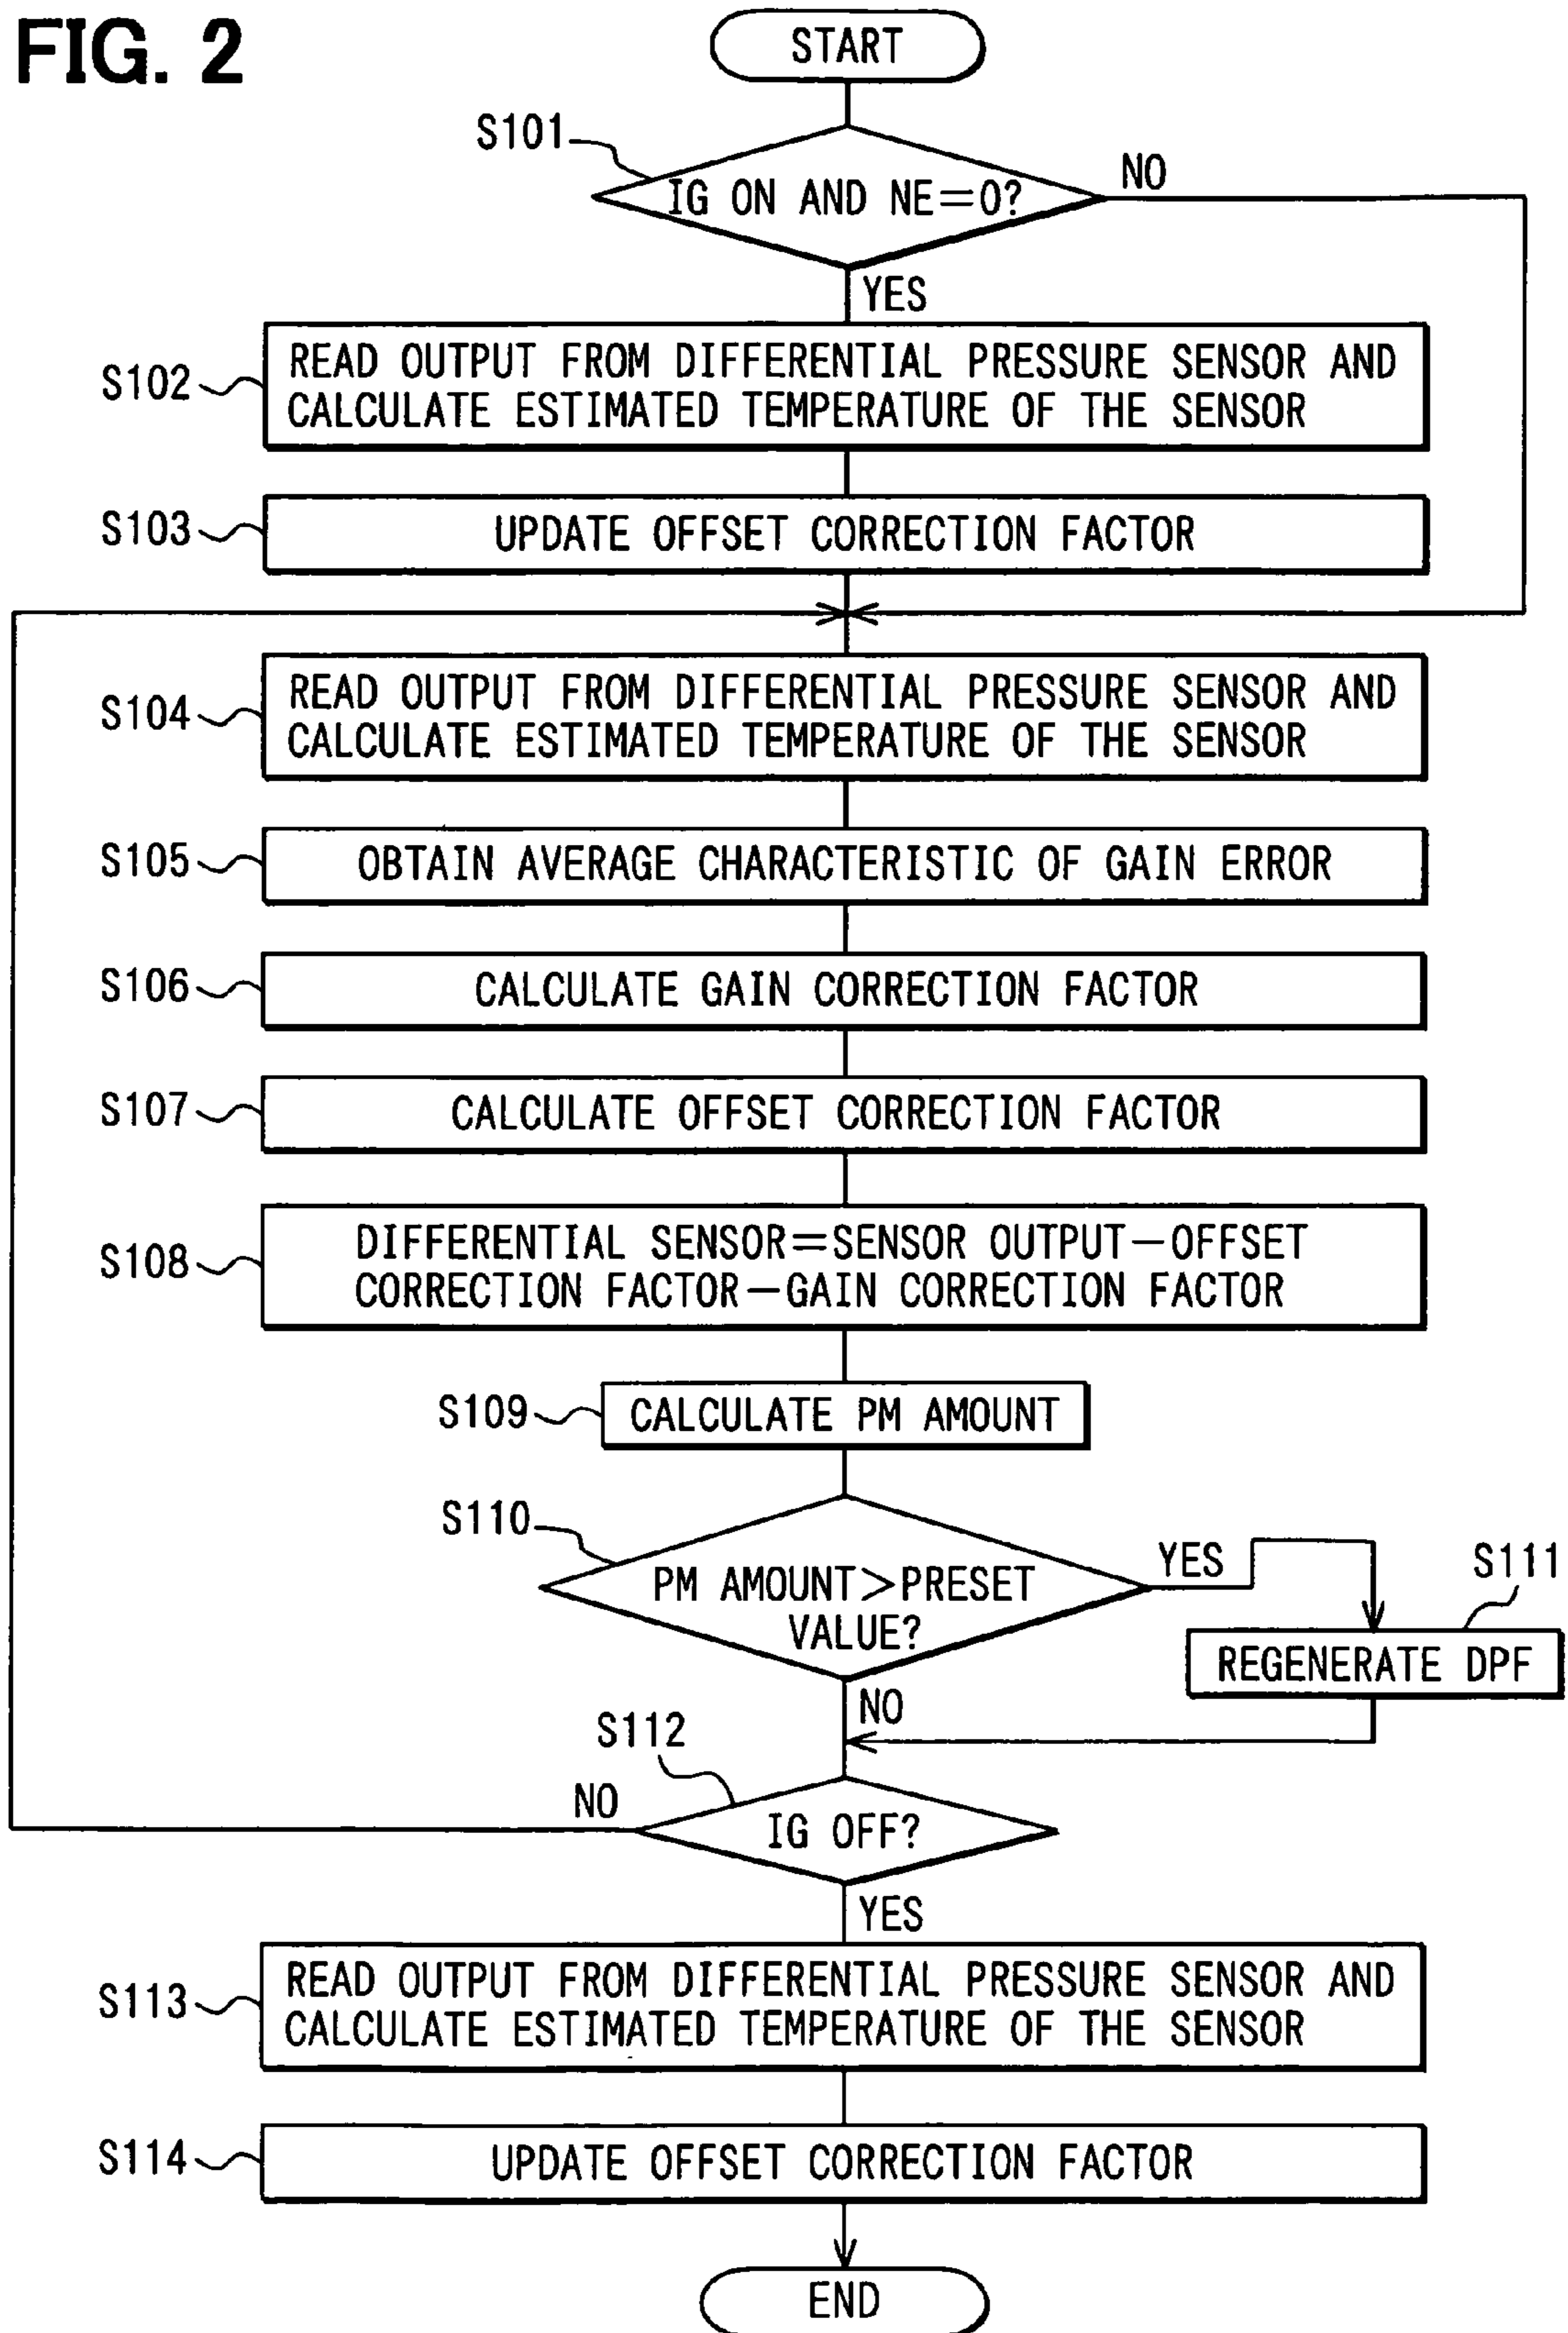 FIG. 2
START
S101
IG ON AND NE=0?
NO
YES
S102
READ OUTPUT FROM DIFFERENTIAL PRESSURE SENSOR AND
CALCULATE ESTIMATED TEMPERATURE OF THE SENSOR
S103
UPDATE OFFSET CORRECTION FACTOR
S104
READ OUTPUT FROM DIFFERENTIAL PRESSURE SENSOR AND
CALCULATE ESTIMATED TEMPERATURE OF THE SENSOR
S105
OBTAIN AVERAGE CHARACTERISTIC OF GAIN ERROR
S106
CALCULATE GAIN CORRECTION FACTOR
S107
CALCULATE OFFSET CORRECTION FACTOR
S108
DIFFERENTIAL SENSOR=SENSOR OUTPUT-OFFSET
CORRECTION FACTOR-GAIN CORRECTION FACTOR
S109
CALCULATE PM AMOUNT
S110
PM AMOUNT>PRESET
VALUE?
YES
S111
REGENERATE DPF
NO
S112
NO
IG OFF?
YES
S113
READ OUTPUT FROM DIFFERENTIAL PRESSURE SENSOR AND
CALCULATE ESTIMATED TEMPERATURE OF THE SENSOR
S114
UPDATE OFFSET CORRECTION FACTOR
END